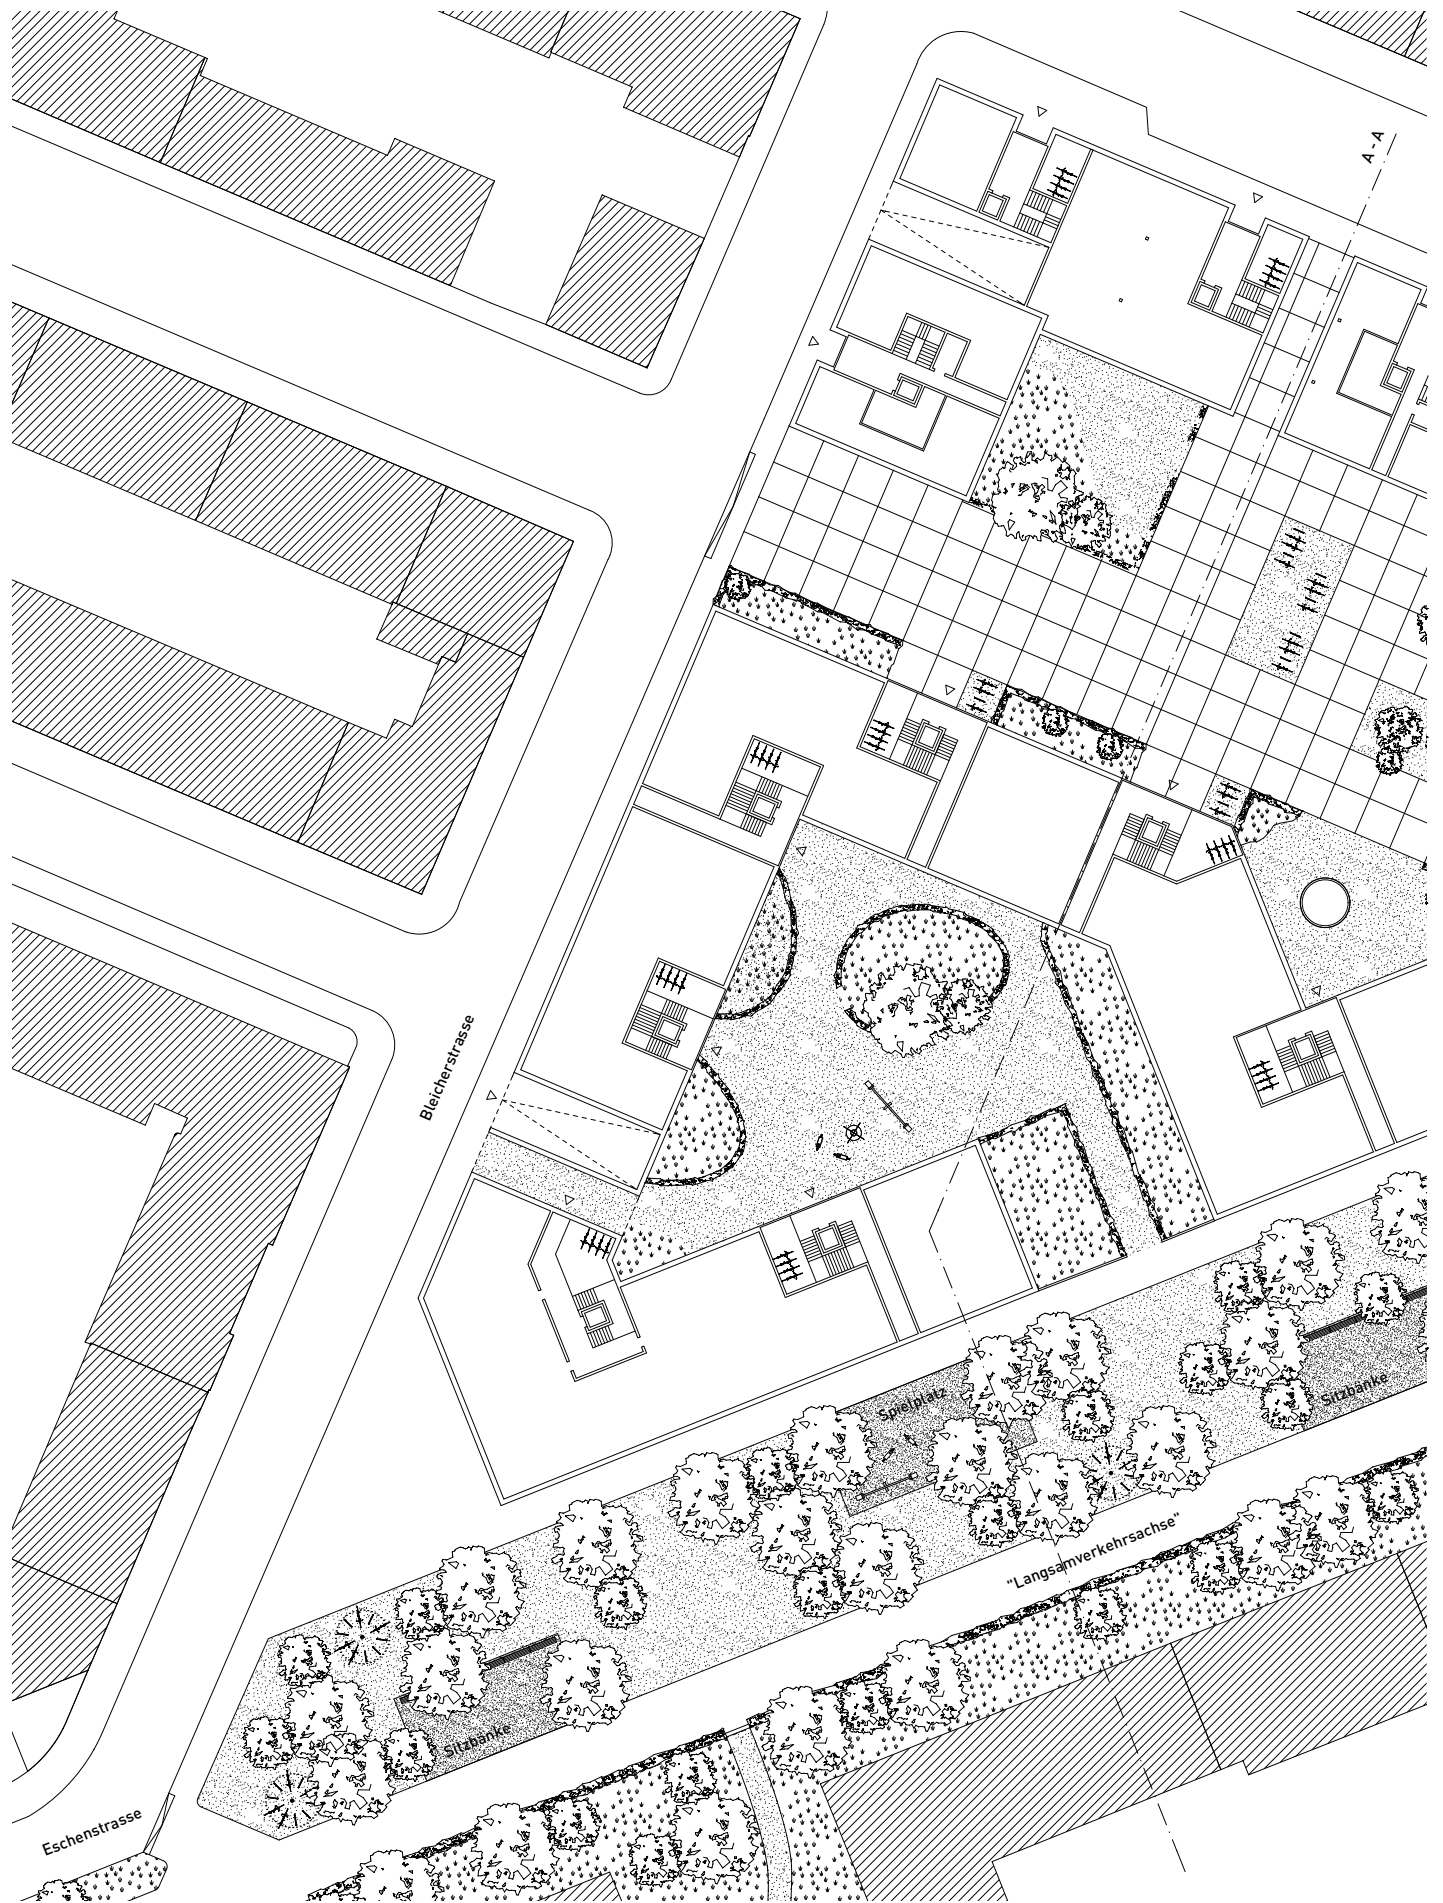 A - A
Bleicherstrasse
Spielplatz
Sitzbänke
"Langsamverkehrsachse"
Sitzbänke
Eschenstrasse